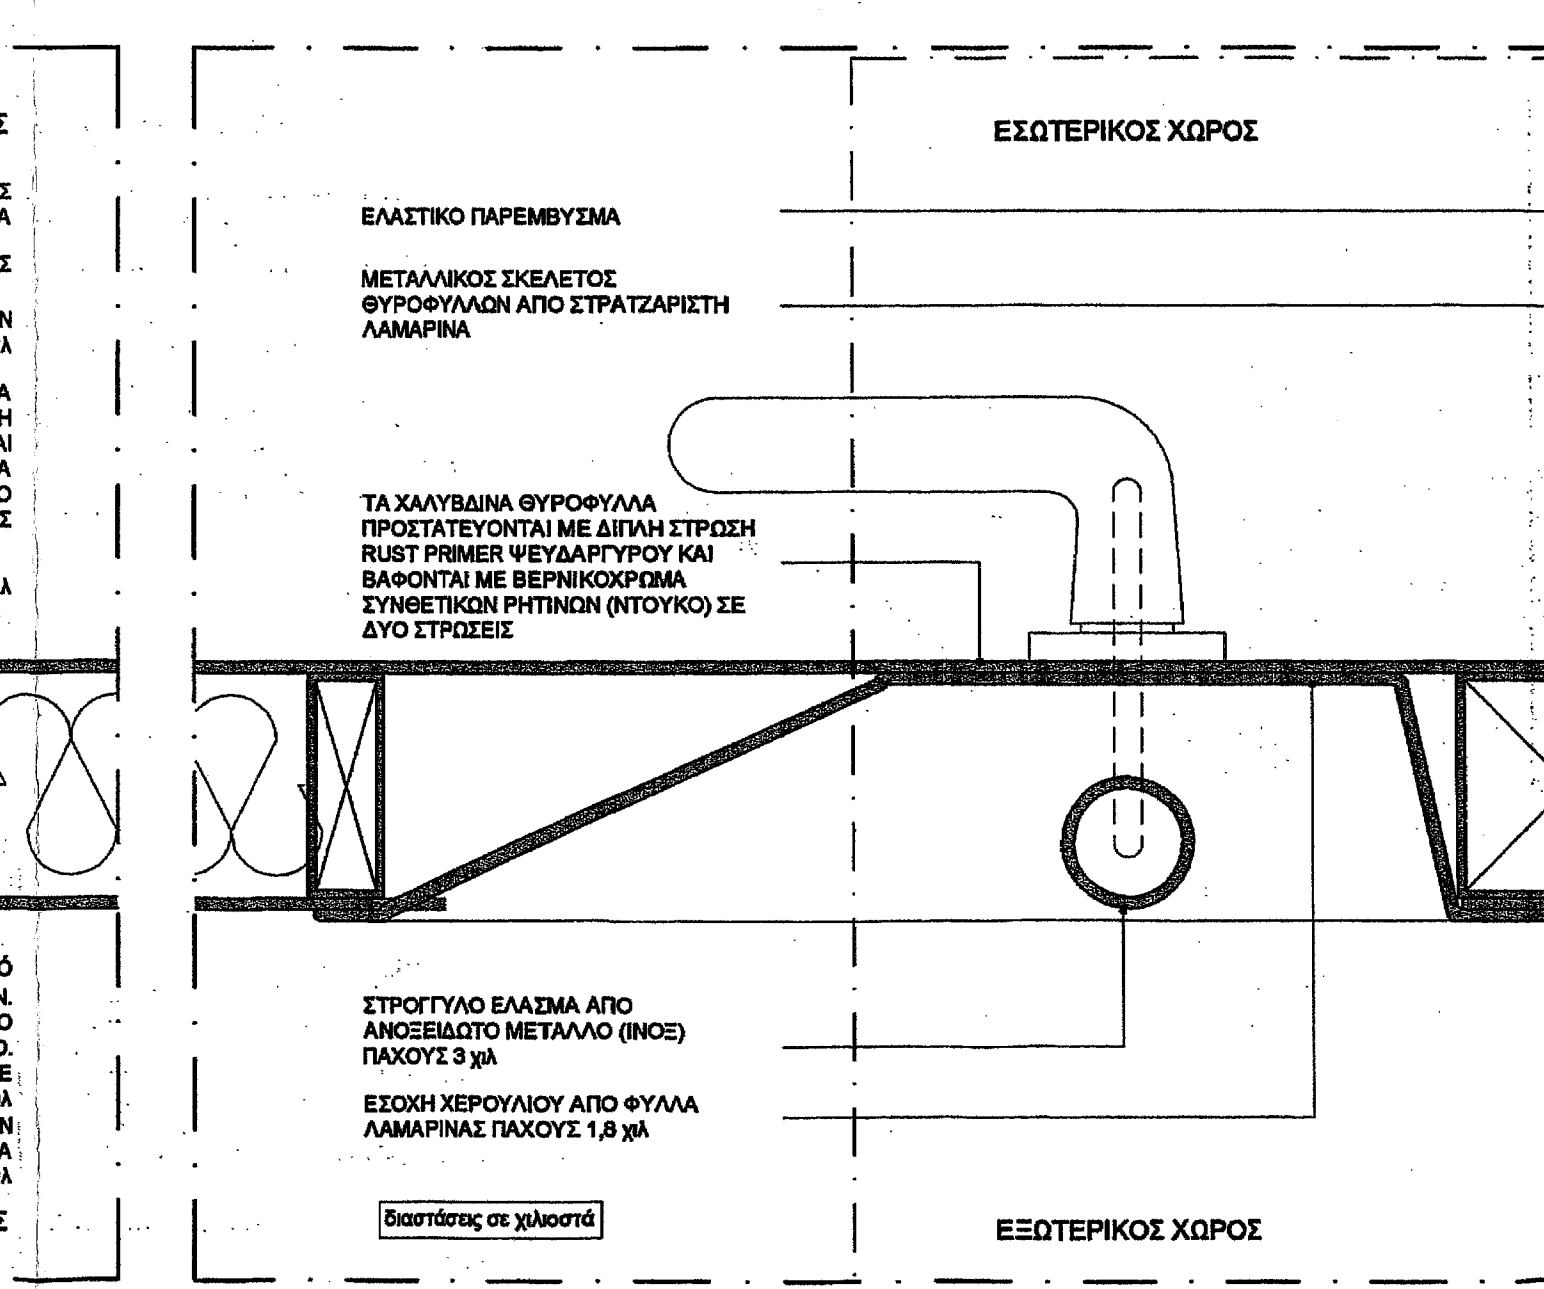 ΕΣΩΤΕΡΙΚΟΣ ΧΩΡΟΣ
ΕΛΑΣΤΙΚΟ ΠΑΡΕΜΒΥΣΜΑ
ΜΕΤΑΛΛΙΚΟΣ ΣΚΕΛΕΤΟΣ
ΘΥΡΟΦΥΛΛΩΝ ΑΠΟ ΣΤΡΑΤΖΑΡΙΣΤΗ
ΛΑΜΑΡΙΝΑ
ΤΑ ΧΑΛΥΒΔΙΝΑ ΘΥΡΟΦΥΛΛΑ
ΠΡΟΣΤΑΤΕΥΟΝΤΑΙ ΜΕ ΔΙΠΛΗ ΣΤΡΩΣΗ
RUST PRIMER ΨΕΥΔΑΡΓΥΡΟΥ ΚΑΙ
ΒΑΦΟΝΤΑΙ ΜΕ ΒΕΡΝΙΚΟΧΡΩΜΑ
ΣΥΝΘΕΤΙΚΩΝ ΡΗΤΙΝΩΝ (ΝΤΟΥΚΟ) ΣΕ
ΔΥΟ ΣΤΡΩΣΕΙΣ
ΣΤΡΟΓΓΥΛΟ ΕΛΑΣΜΑ ΑΠΟ
ΑΝΟΞΕΙΔΩΤΟ ΜΕΤΑΛΛΟ (ΙΝΟΞ)
ΠΑΧΟΥΣ 3 χιλ
ΕΣΟΧΗ ΧΕΡΟΥΛΙΟΥ ΑΠΟ ΦΥΛΛΑ
ΛΑΜΑΡΙΝΑΣ ΠΑΧΟΥΣ 1,8 χιλ
διαστάσεις σε χιλιοστά
ΕΞΩΤΕΡΙΚΟΣ ΧΩΡΟΣ